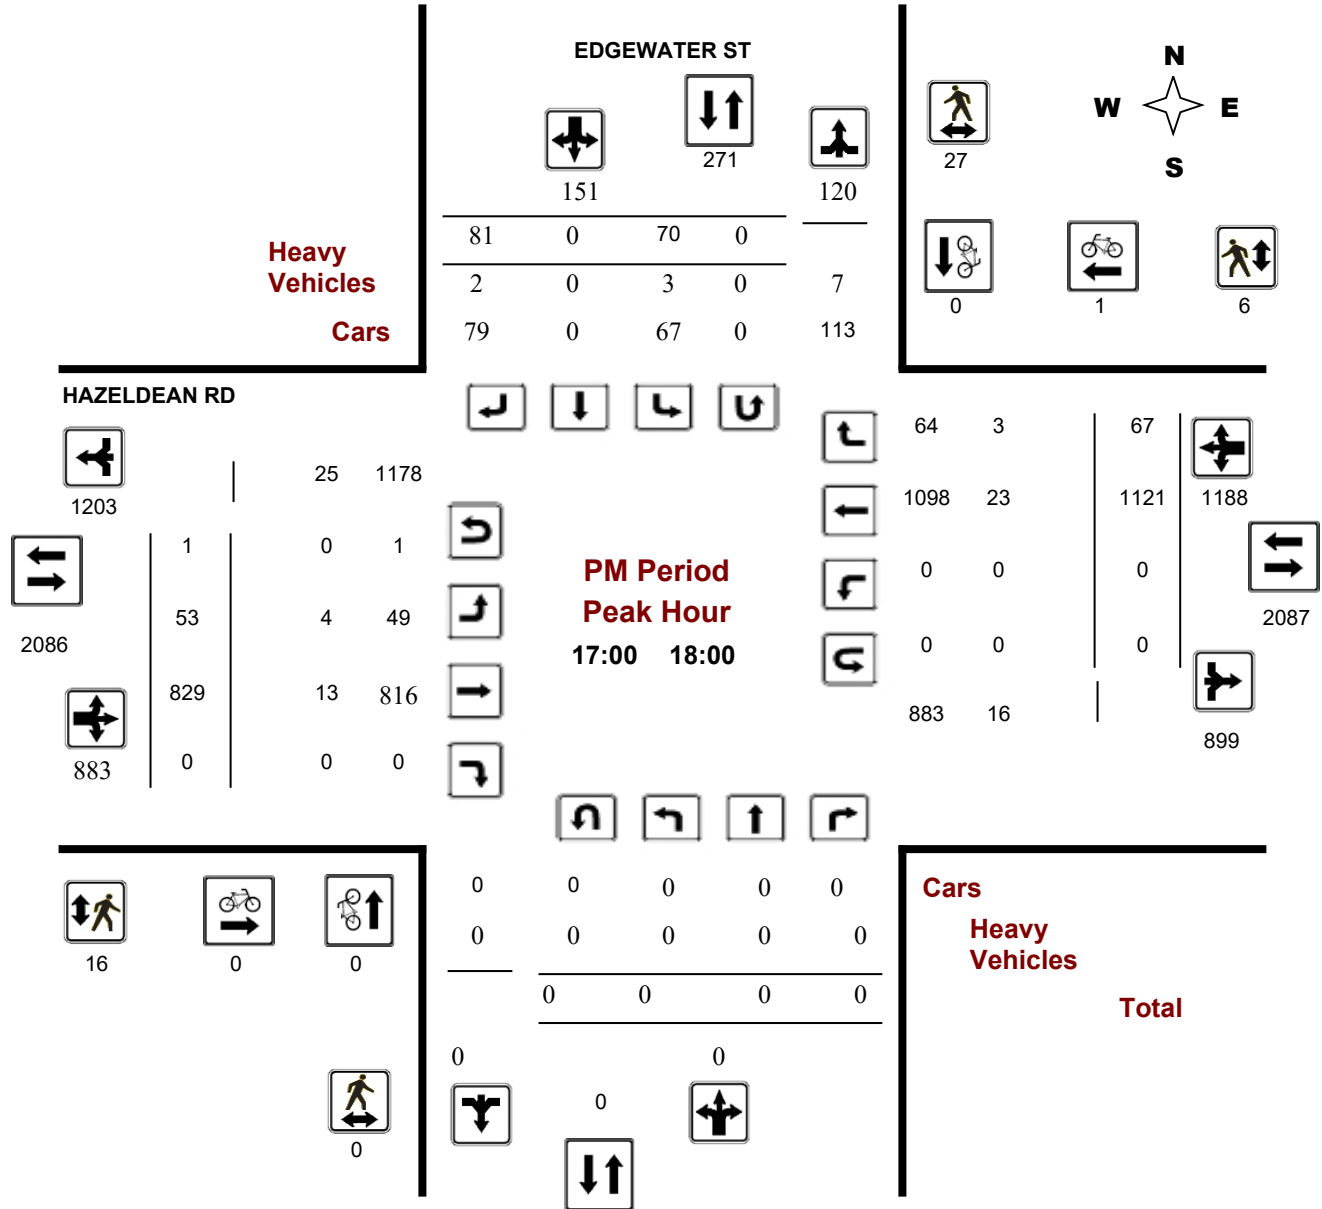 EDGEWATER ST
N
W E
S
271
27
151
120
81 0 70 0
Heavy
Vehicles
2 0 3 0 7
0 1 6
Cars
79 0 67 0 113
HAZELDEAN RD
64 3 67
25 1178
1203
1098 23 1121 1188
1 0 1
PM Period
0 0 0
53 4 49
Peak Hour
2087
2086
17:00 18:00
0 0 0
829 13 816
883 16
899
883 0 0 0
0 0 0 0 0
Cars
0 0 0 0 0
Heavy
Vehicles
16 0 0
0 0 0 0
Total
0 0
0
0